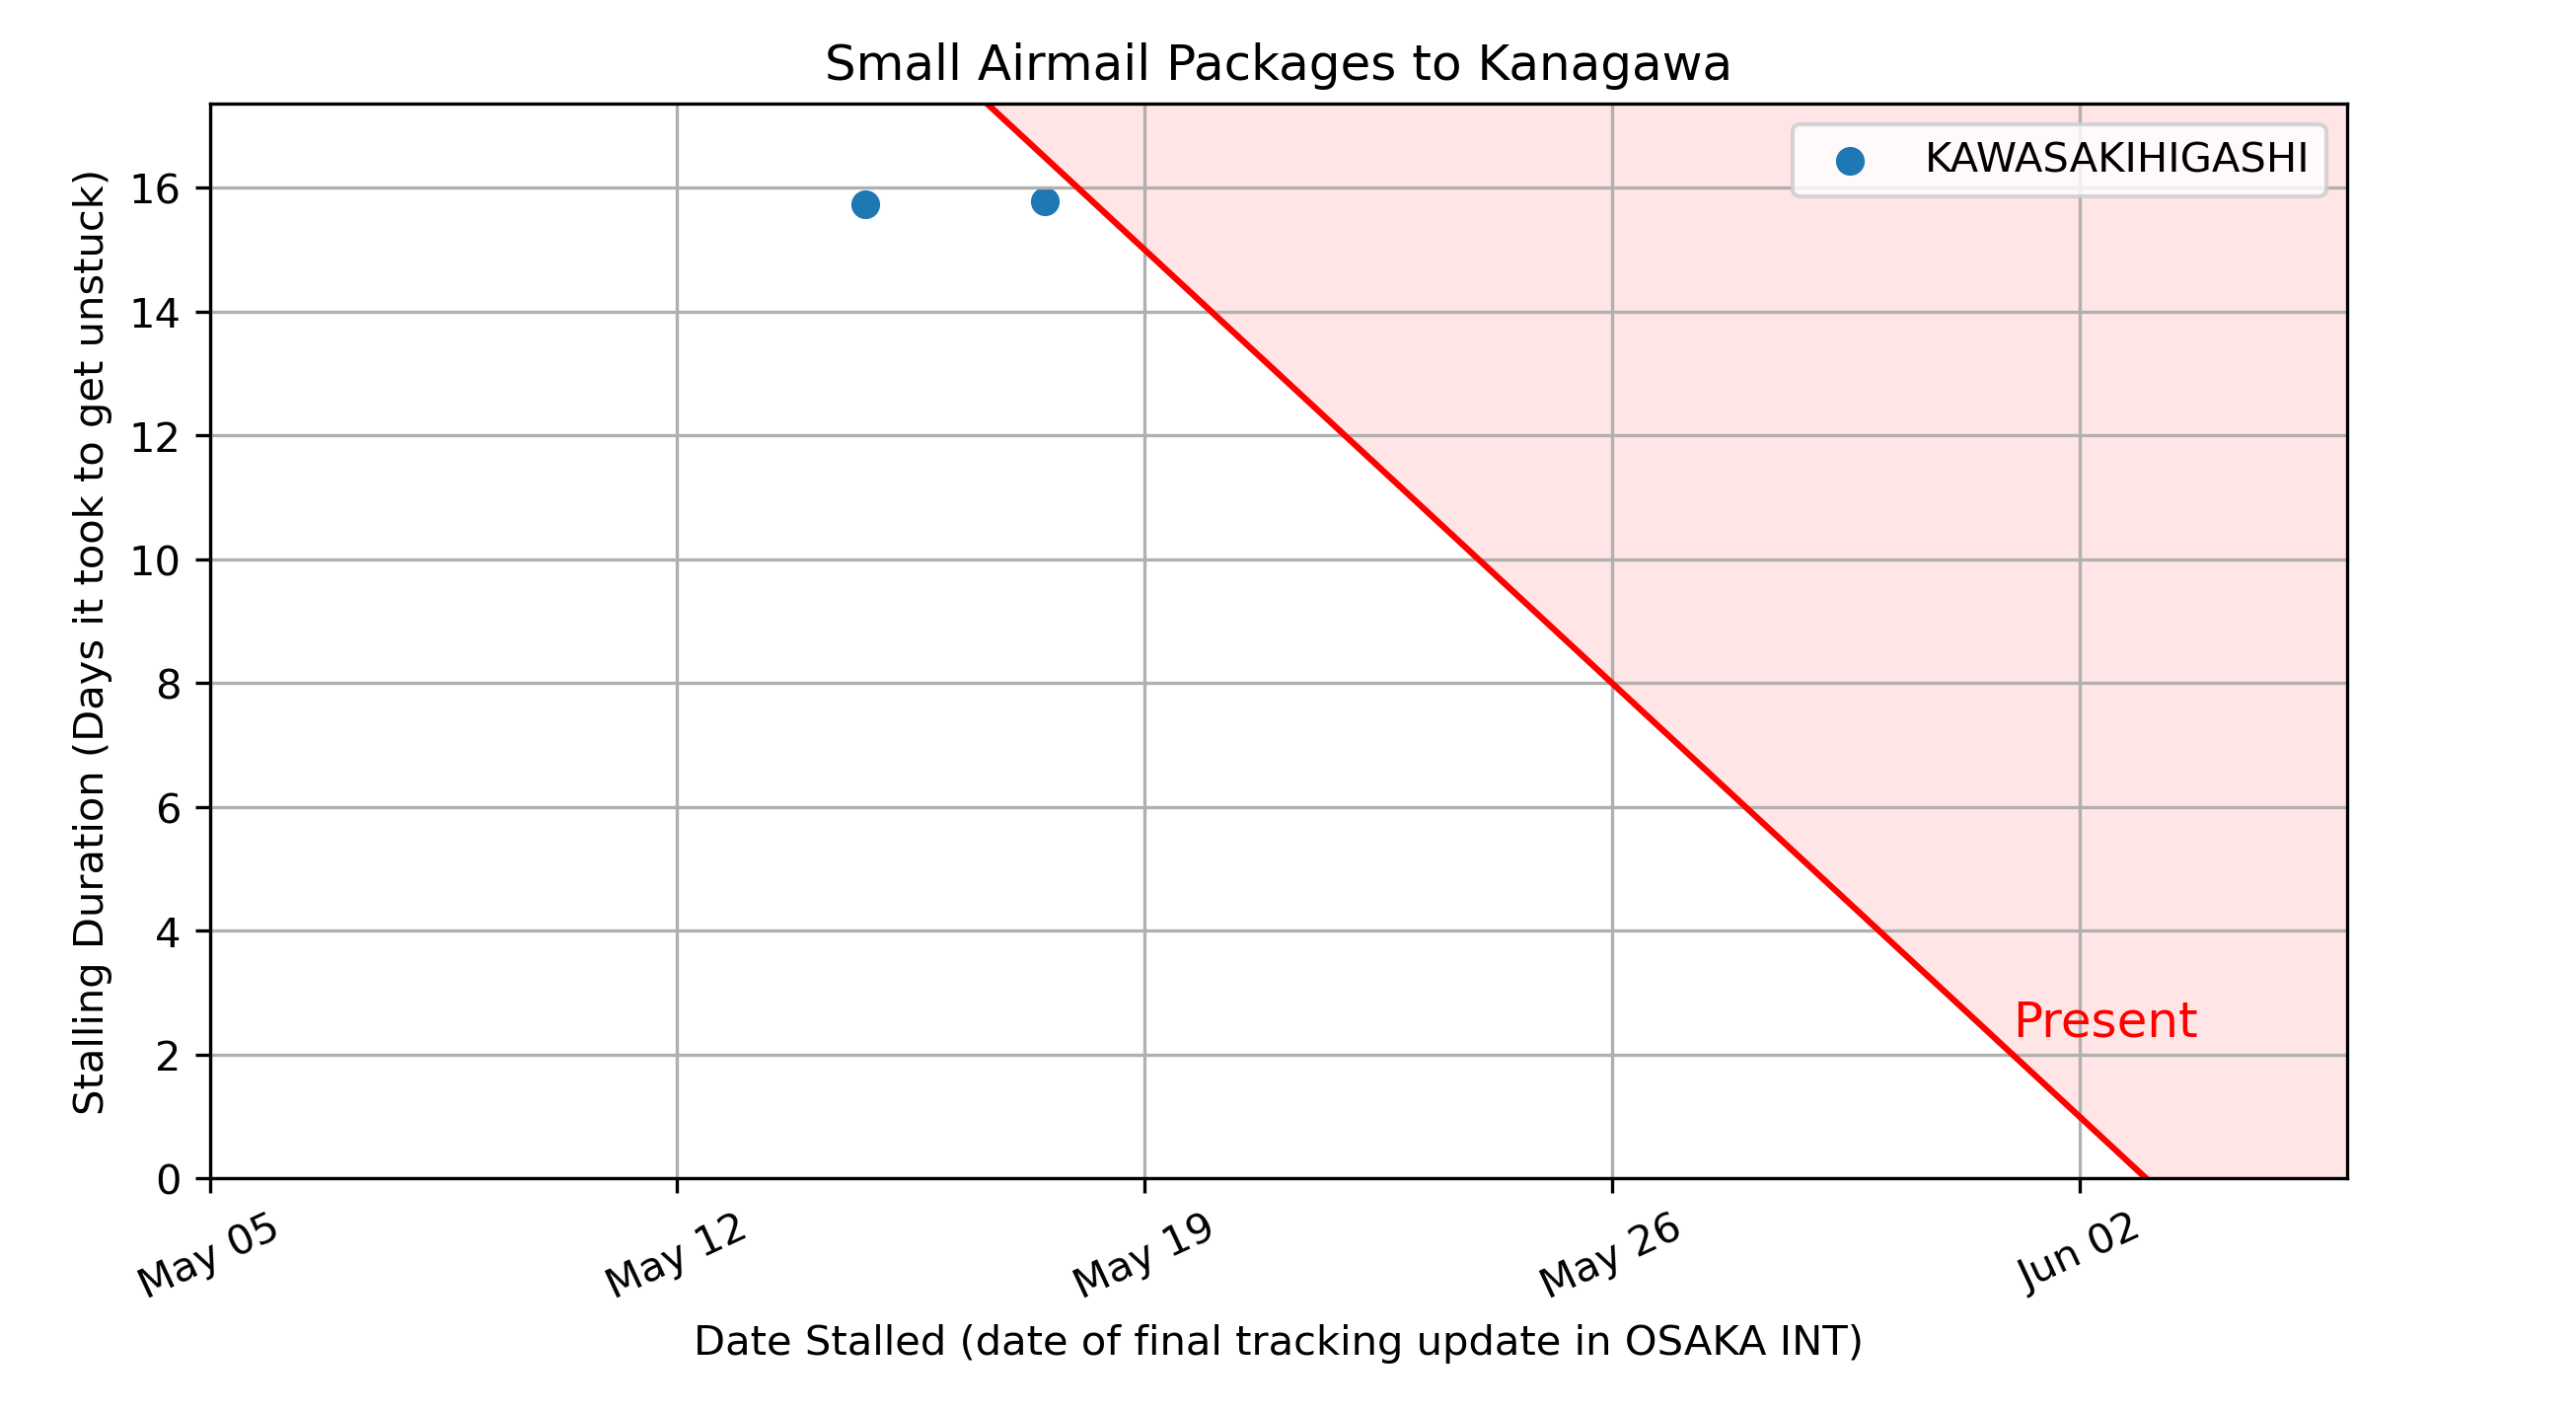 Small Airmail Packages to Kanagawa
KAWASAKIHIGASHI
Stalling Duration (Days it took to get unstuck)
16
14
12
10
8
6
4
2
0
Present
May 05
May 12
May 19
May 26
Jun 02
Date Stalled (date of final tracking update in OSAKA INT)